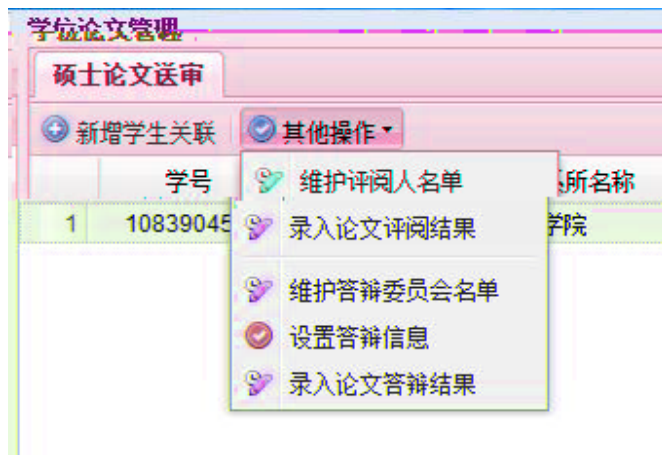 学位论文管理
硕士论文送审
新增学生关联 其他操作
学号 所名称
1 10839045 学院
维护评阅人名单
录入论文评阅结果
维护答辩委员会名单
设置答辩信息
录入论文答辩结果